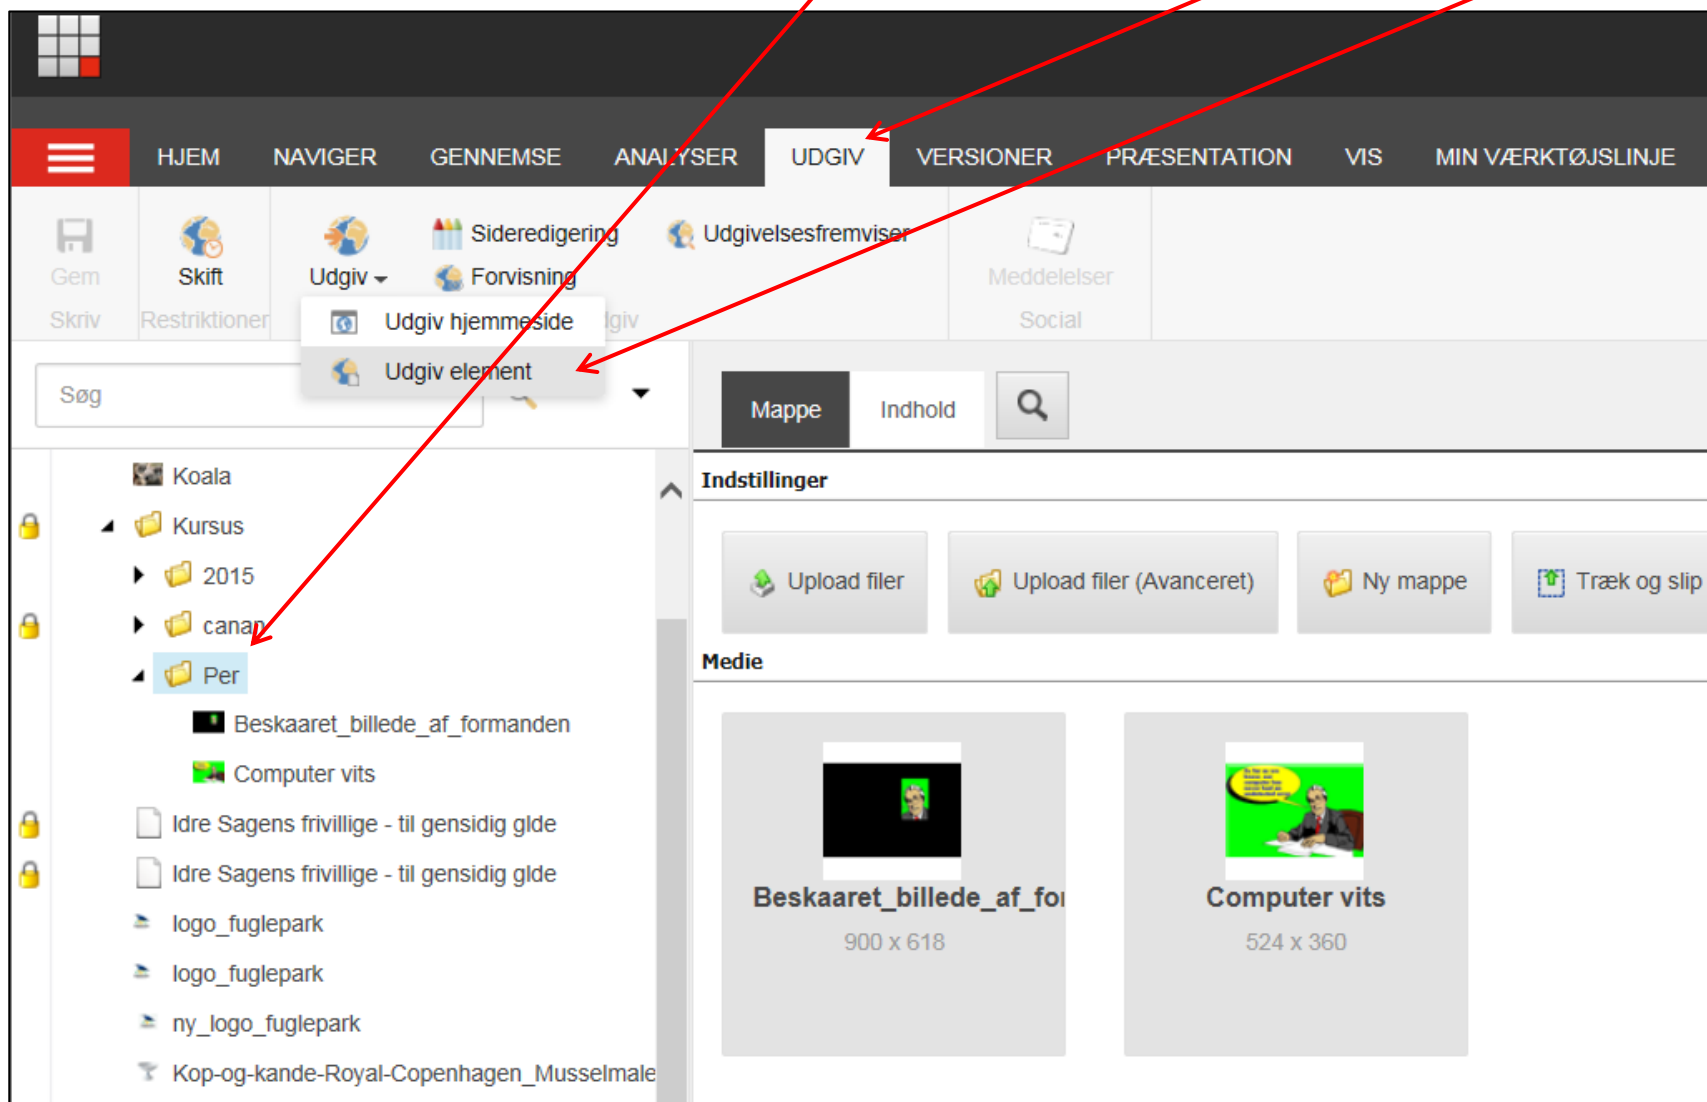 HJEM NAVIGER GENNEMSE ANALYSER UDGIV VERSIONER PRÆSENTATION VIS MIN VÆRKTØJSLINJE
Gem
Skriv
Skift
Restriktioner
Udgiv
Sideredigering
Forvisning
Udgivelsesfremviser
Meddelelser
Social
Udgiv hjemmeside
Udgiv element
Søg
Koala
Kursus
2015
canan
Per
Beskaaret_billede_af_formanden
Computer vits
Idre Sagens frivillige - til gensidig glde
Idre Sagens frivillige - til gensidig glde
logo_fuglepark
logo_fuglepark
ny_logo_fuglepark
Kop-og-kande-Royal-Copenhagen_Musselmale
Mappe Indhold
Indstillinger
Upload filer Upload filer (Avanceret) Ny mappe Træk og slip
Medie
Beskaaret_billede_af_for
900 x 618
Computer vits
524 x 360